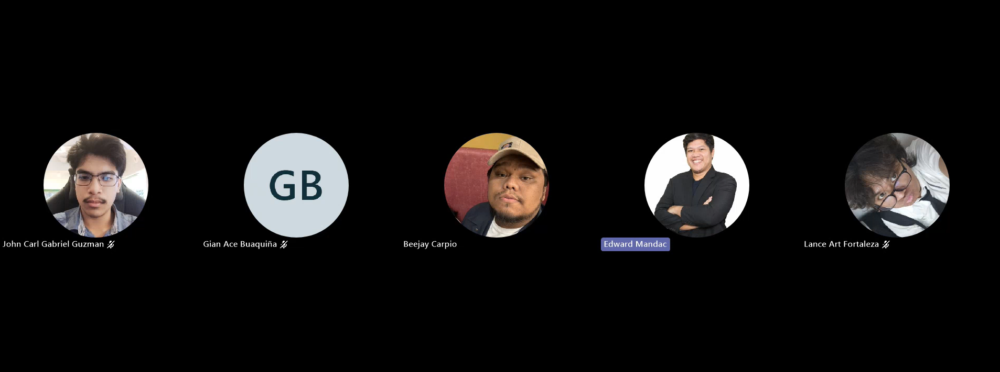 GB
John Carl Gabriel Guzman
Gian Ace Buaquiña
Beejay Carpio
Edward Mandac
Lance Art Fortaleza